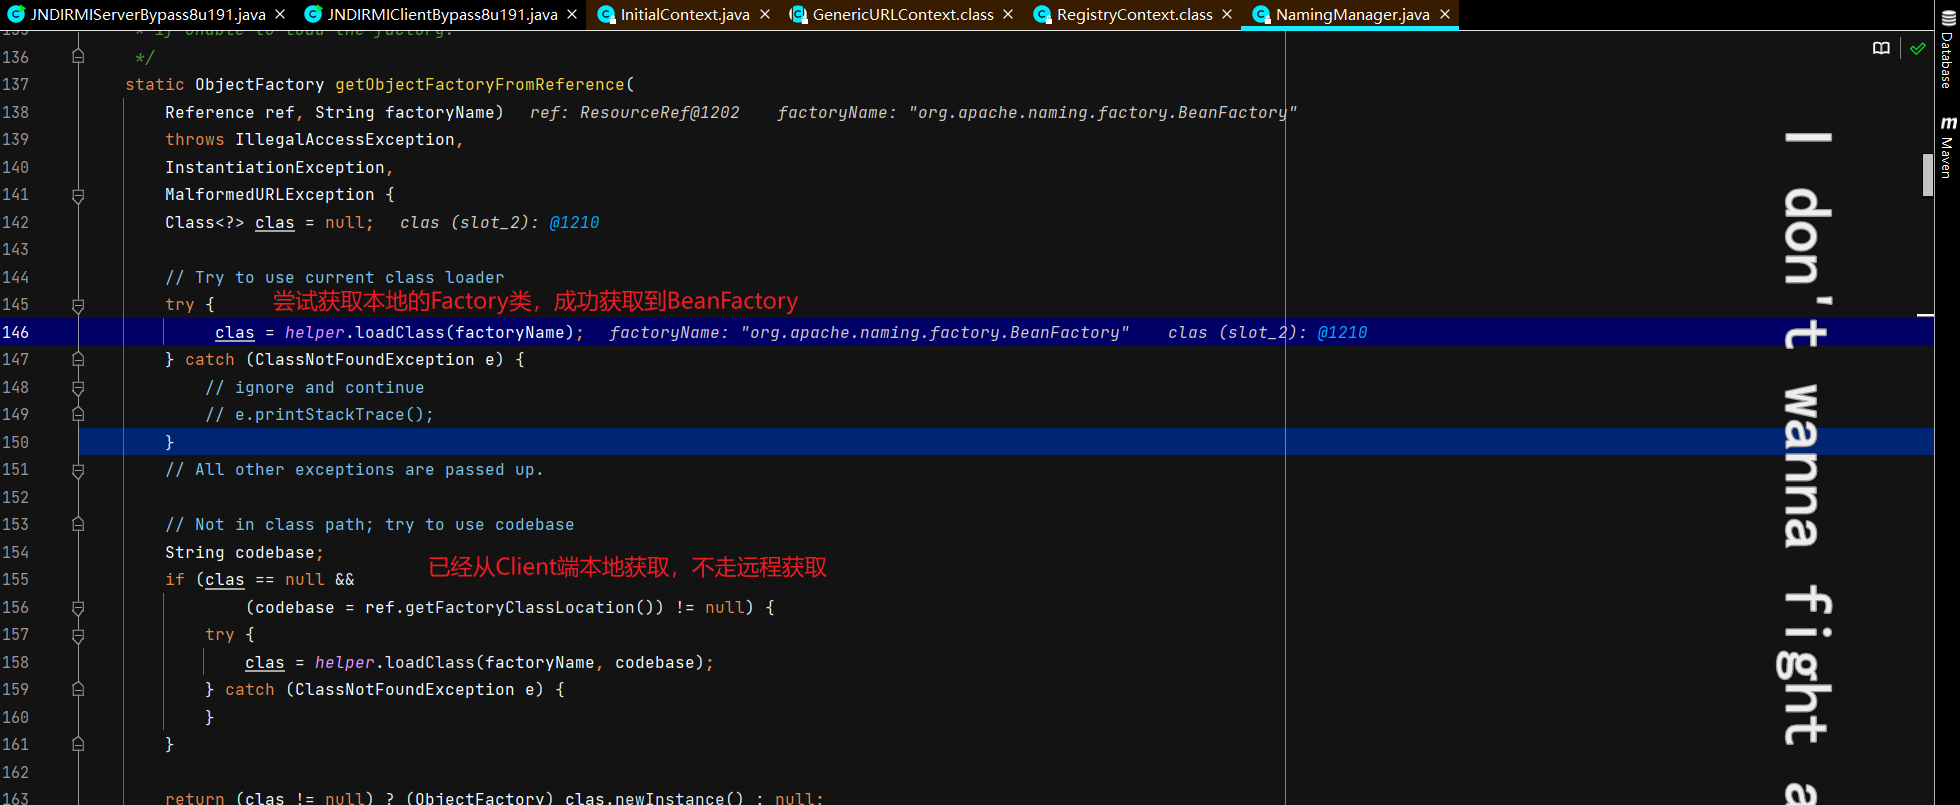 JNDIRMIServerBypass8u191.java
JNDIRMIClientBypass8u191.java
InitialContext.java
GenericURLContext.class
RegistryContext.class
NamingManager.java
136 */
137 static ObjectFactory getObjectFactoryFromReference(
138 Reference ref, String factoryName) ref: ResourceRef@1202 factoryName: "org.apache.naming.factory.BeanFactory"
139 throws IllegalAccessException,
140 InstantiationException,
141 MalformedURLException {
142 Class<?> clas = null; clas (slot_2): @1210
143
144 // Try to use current class loader
145 try { 尝试获取本地的Factory类，成功获取到BeanFactory
146 clas = helper.loadClass(factoryName); factoryName: "org.apache.naming.factory.BeanFactory" clas (slot_2): @1210
147 } catch (ClassNotFoundException e) {
148 // ignore and continue
149 // e.printStackTrace();
150 }
151 // All other exceptions are passed up.
152
153 // Not in class path; try to use codebase
154 String codebase;
已经从Client端本地获取，不走远程获取
155 if (clas == null &&
156 (codebase = ref.getFactoryClassLocation()) != null) {
157 try {
158 clas = helper.loadClass(factoryName, codebase);
159 } catch (ClassNotFoundException e) {
160 }
161 }
162
163 return (clas != null) ? (ObjectFactory) clas.newInstance() : null;
Database
m Maven
I don't wanna fight a